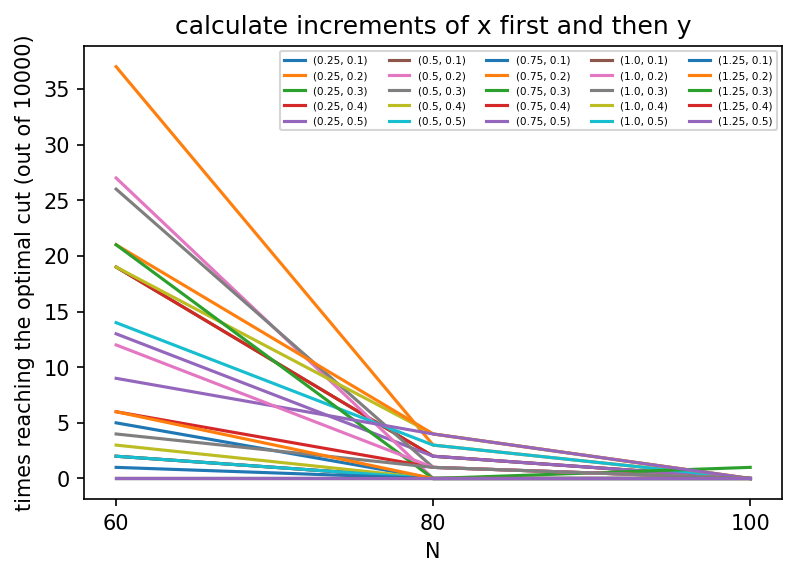 calculate increments of x first and then y
times reaching the optimal cut (out of 10000)
35
30
25
20
15
10
5
0
(0.25, 0.1) (0.5, 0.1) (0.75, 0.1) (1.0, 0.1) (1.25, 0.1)
(0.25, 0.2) (0.5, 0.2) (0.75, 0.2) (1.0, 0.2) (1.25, 0.2)
(0.25, 0.3) (0.5, 0.3) (0.75, 0.3) (1.0, 0.3) (1.25, 0.3)
(0.25, 0.4) (0.5, 0.4) (0.75, 0.4) (1.0, 0.4) (1.25, 0.4)
(0.25, 0.5) (0.5, 0.5) (0.75, 0.5) (1.0, 0.5) (1.25, 0.5)
60 80 100
N